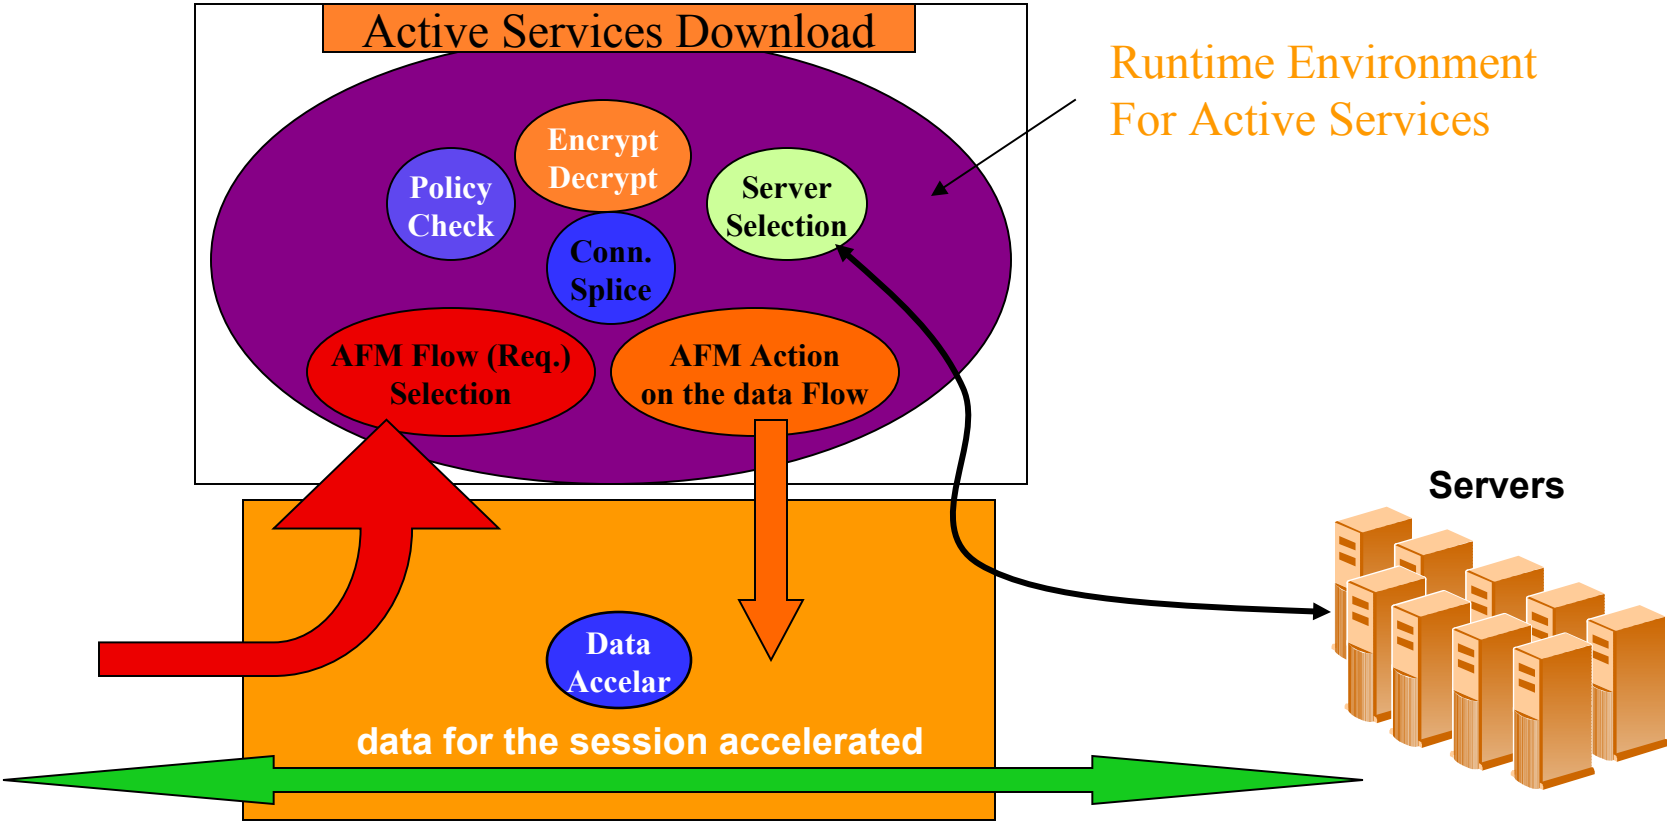 Active Services Download
Runtime Environment
For Active Services
Encrypt
Decrypt
Policy
Check
Server
Selection
Conn.
Splice
AFM Flow (Req.)
Selection
AFM Action
on the data Flow
Servers
Data
Accelar
data for the session accelerated